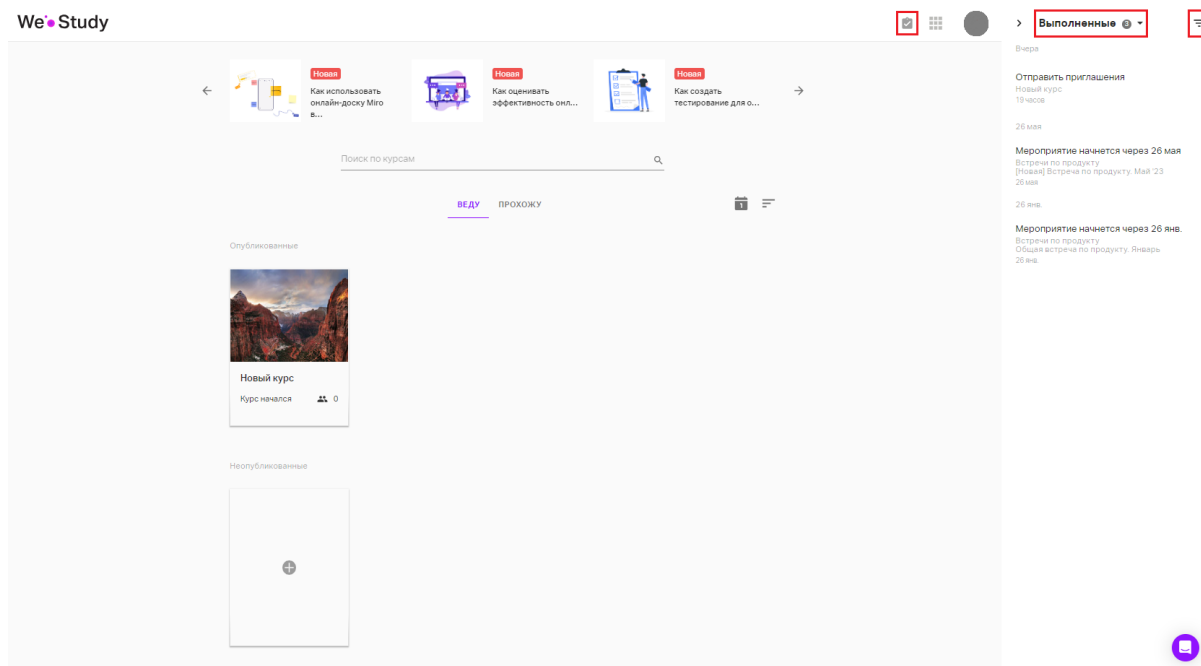 We Study
Выполненные 3
Новая
Как использовать
онлайн-доску Miro
в...
Новая
Как оценивать
эффективность онл...
Новая
Как создать
тестирование для о...
Поиск по курсам
ВЕДУ ПРОХОЖУ
1
Опубликованные
Новый курс
Курс начался 0
Неопубликованные
Вчера
Отправить приглашения
Новый курс
19 часов
26 мая
Мероприятие начнется через 26 мая
Встречи по продукту
[Новая] Встреча по продукту. Май '23
26 мая
26 янв.
Мероприятие начнется через 26 янв.
Встречи по продукту
Общая встреча по продукту. Январь
26 янв.